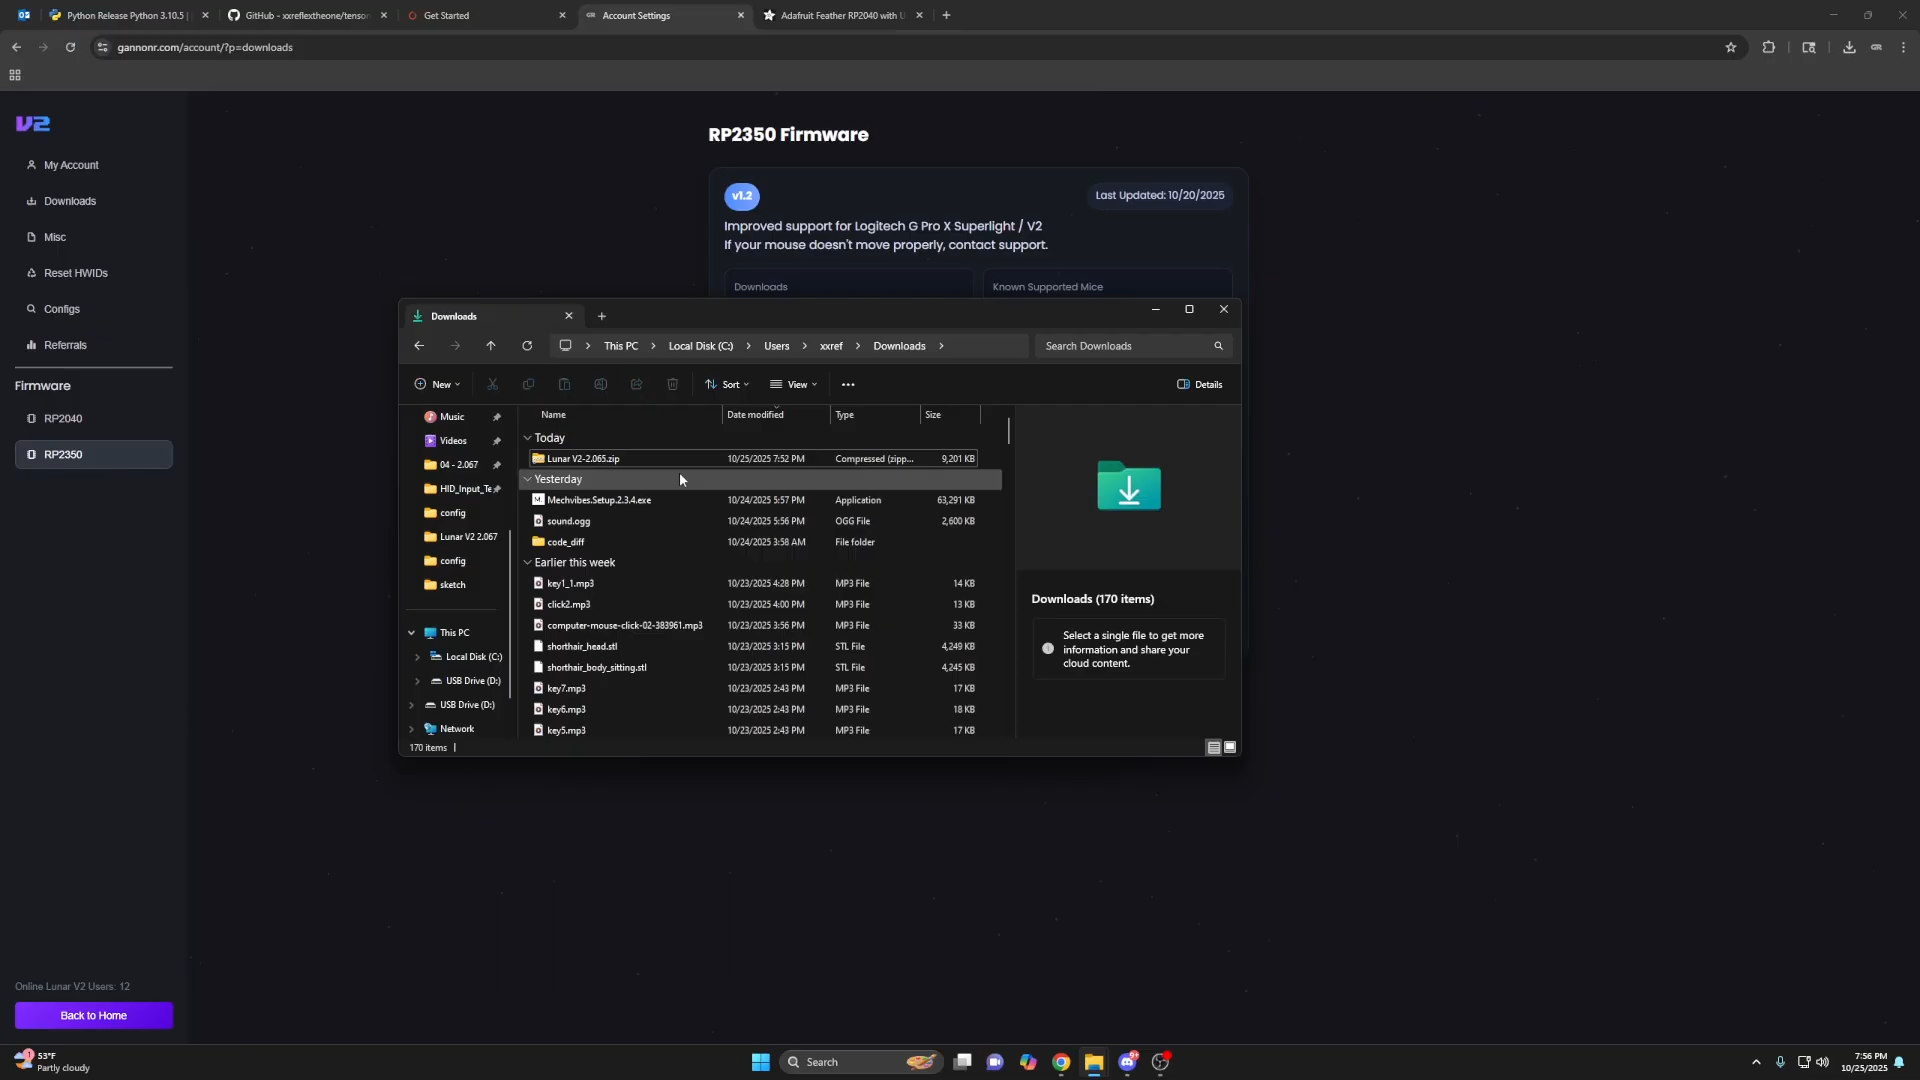 Python Release Python 3.10.5 |
GitHub - xxreflextheone/tensor
Get Started
Account Settings
Adafruit Feather RP2040 with U
gannonr.com/account/?p=downloads
V2
My Account
Downloads
Misc
Reset HWIDs
Configs
Referrals
Firmware
RP2040
RP2350
Online Lunar V2 Users: 12
Back to Home
RP2350 Firmware
v1.2
Last Updated: 10/20/2025
Improved support for Logitech G Pro X Superlight / V2
If your mouse doesn't move properly, contact support.
Downloads
Known Supported Mice
Downloads
This PC > Local Disk (C:) > Users > xxref > Downloads >
Search Downloads
New
Sort
View
Details
Music
Videos
04 - 2.067
HID_Input_Te
config
Lunar V2 2.067
config
sketch
This PC
Local Disk (C:)
USB Drive (D:)
USB Drive (D:)
Network
Name Date modified Type Size
Today
Lunar V2-2.065.zip 10/25/2025 7:52 PM Compressed (zipp... 9,201 KB
Yesterday
Mechvibes.Setup.2.3.4.exe 10/24/2025 5:57 PM Application 63,291 KB
sound.ogg 10/24/2025 5:56 PM OGG File 2,600 KB
code_diff 10/24/2025 3:58 AM File folder
Earlier this week
key1_1.mp3 10/23/2025 4:28 PM MP3 File 14 KB
click2.mp3 10/23/2025 4:00 PM MP3 File 13 KB
computer-mouse-click-02-383961.mp3 10/23/2025 3:56 PM MP3 File 33 KB
shorthair_head.stl 10/23/2025 3:15 PM STL File 4,249 KB
shorthair_body_sitting.stl 10/23/2025 3:15 PM STL File 4,245 KB
key7.mp3 10/23/2025 2:43 PM MP3 File 17 KB
key6.mp3 10/23/2025 2:43 PM MP3 File 18 KB
key5.mp3 10/23/2025 2:43 PM MP3 File 17 KB
Downloads (170 items)
Select a single file to get more
information and share your
cloud content.
170 items
53°F
Partly cloudy
Search
7:56 PM
10/25/2025